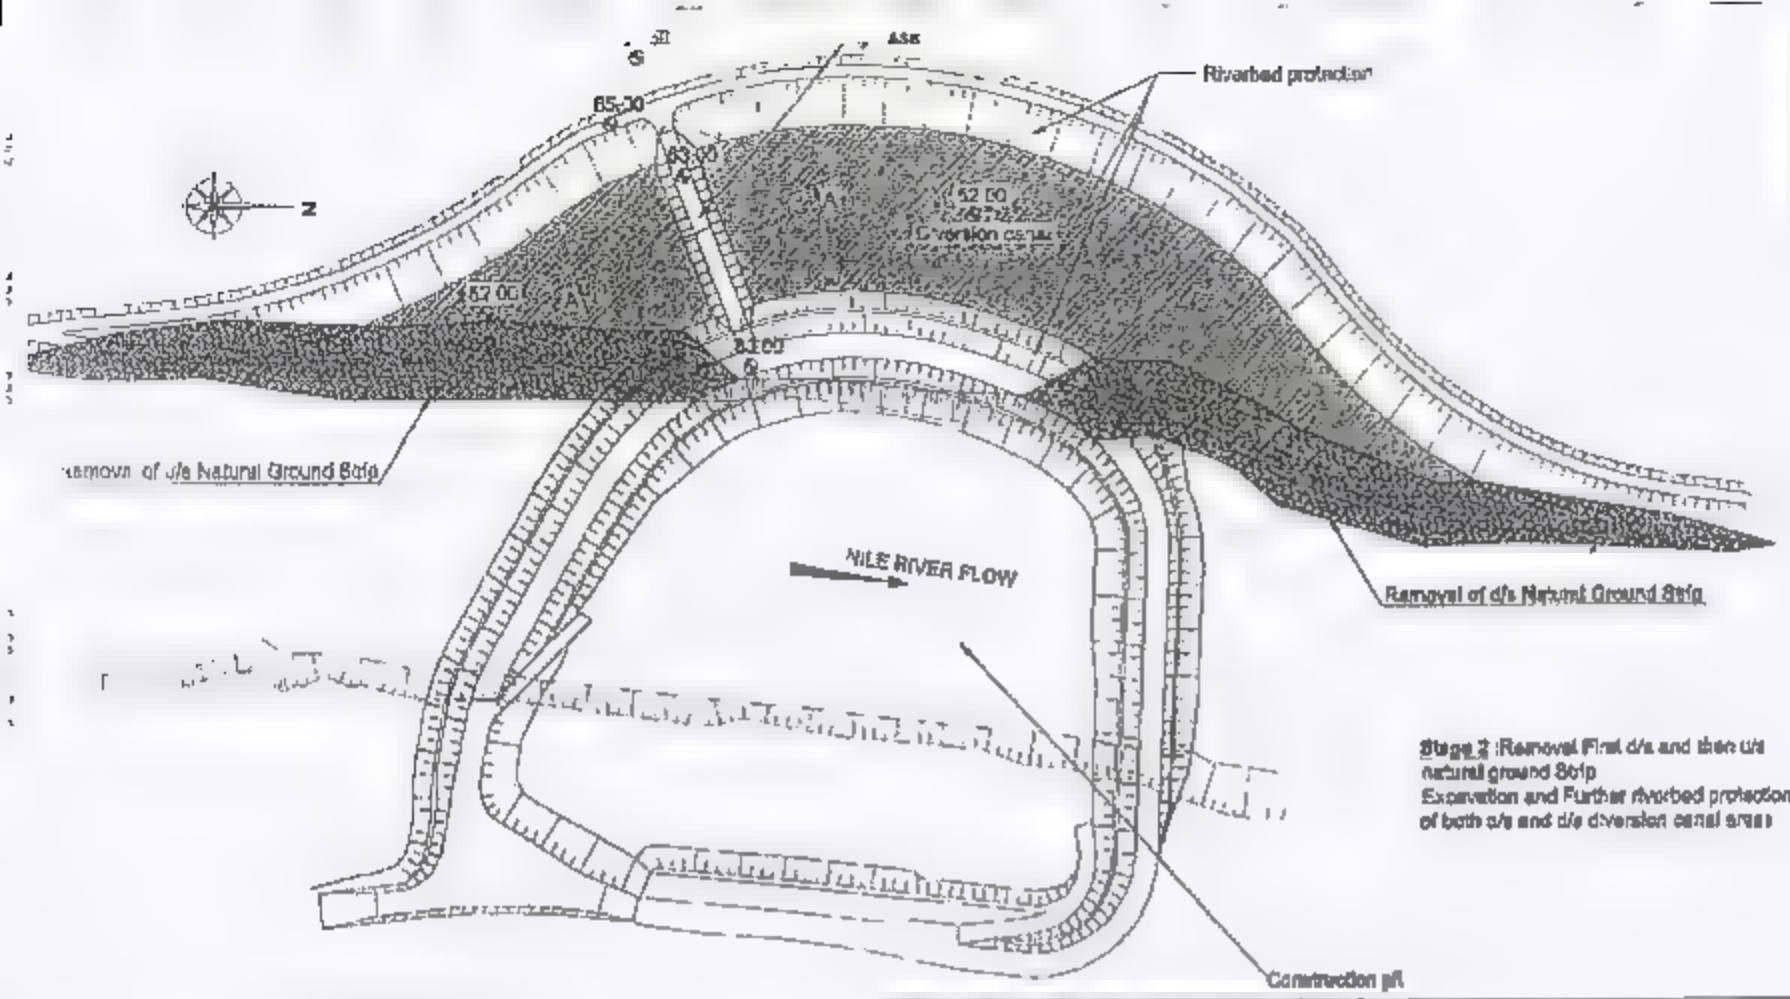 65.00
Riverbed protection
63.00
52.00
Diversion canal
N
52.00
63.00
of d/s Natural Ground Strip
NILE RIVER FLOW
Removal of d/s Natural Ground Strip
Stage 2 :Removal First d/s and then u/s
natural ground Strip
Excavation and Further riverbed protection
of both u/s and d/s diversion canal areas
Construction pit